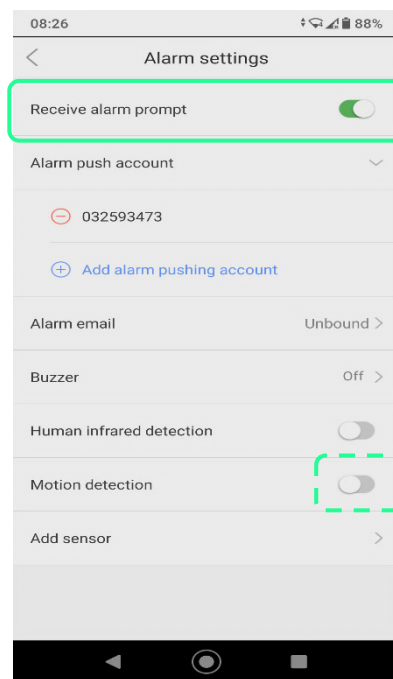 08:26 88%
Alarm settings
Receive alarm prompt
Alarm push account
032593473
Add alarm pushing account
Alarm email Unbound >
Buzzer Off >
Human infrared detection
Motion detection
Add sensor >